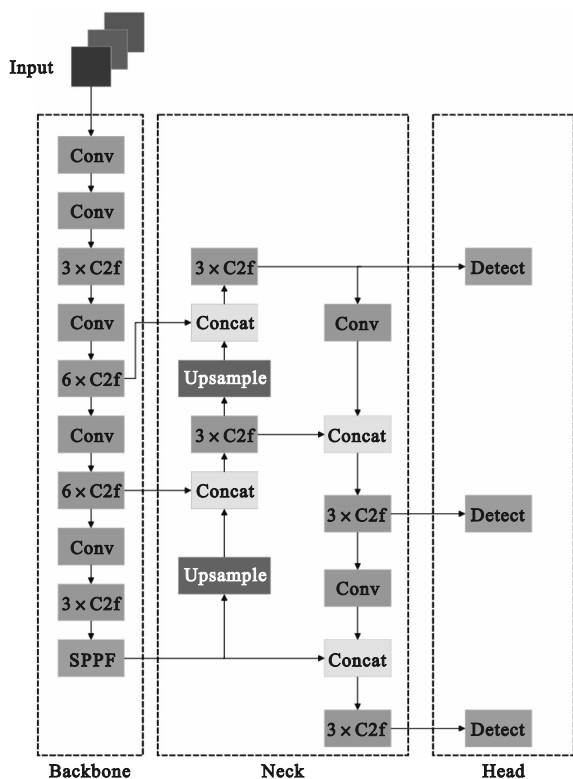 Input
Conv
Conv
3 × C2f
Conv
6 × C2f
Conv
6 × C2f
Conv
3 × C2f
SPPF
Backbone
3 × C2f
Concat
Upsample
3 × C2f
Concat
Upsample
Conv
Concat
3 × C2f
Conv
Concat
3 × C2f
Neck
Detect
Detect
Detect
Head